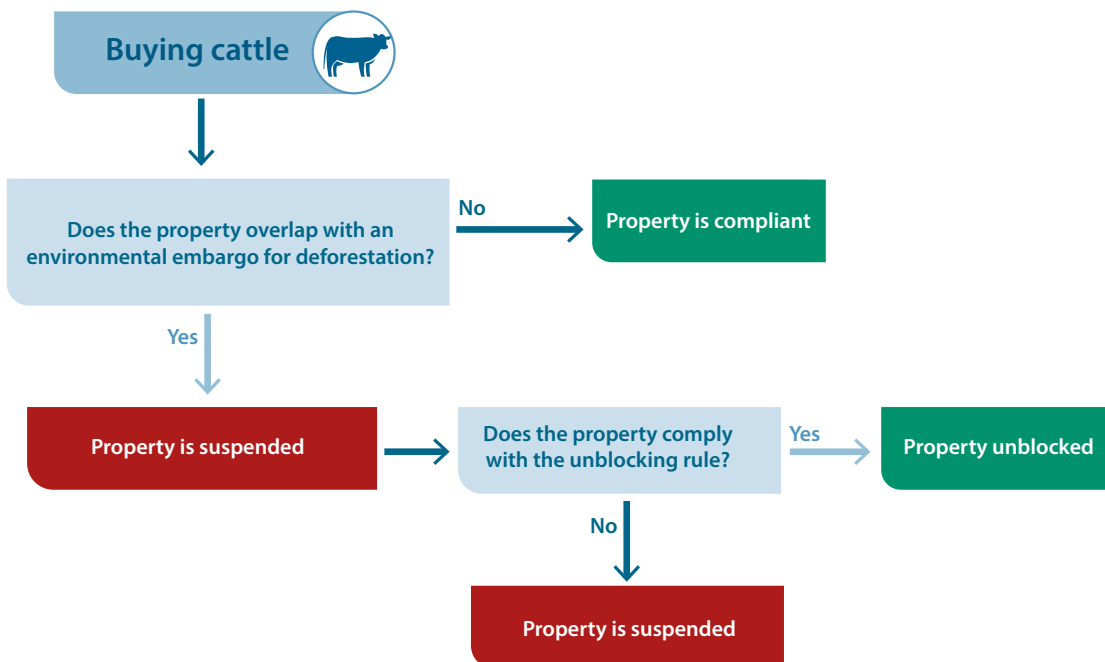 Buying cattle
Does the property overlap with an
environmental embargo for deforestation?
No
Property is compliant
Yes
Property is suspended
Does the property comply
with the unblocking rule?
Yes
Property unblocked
No
Property is suspended